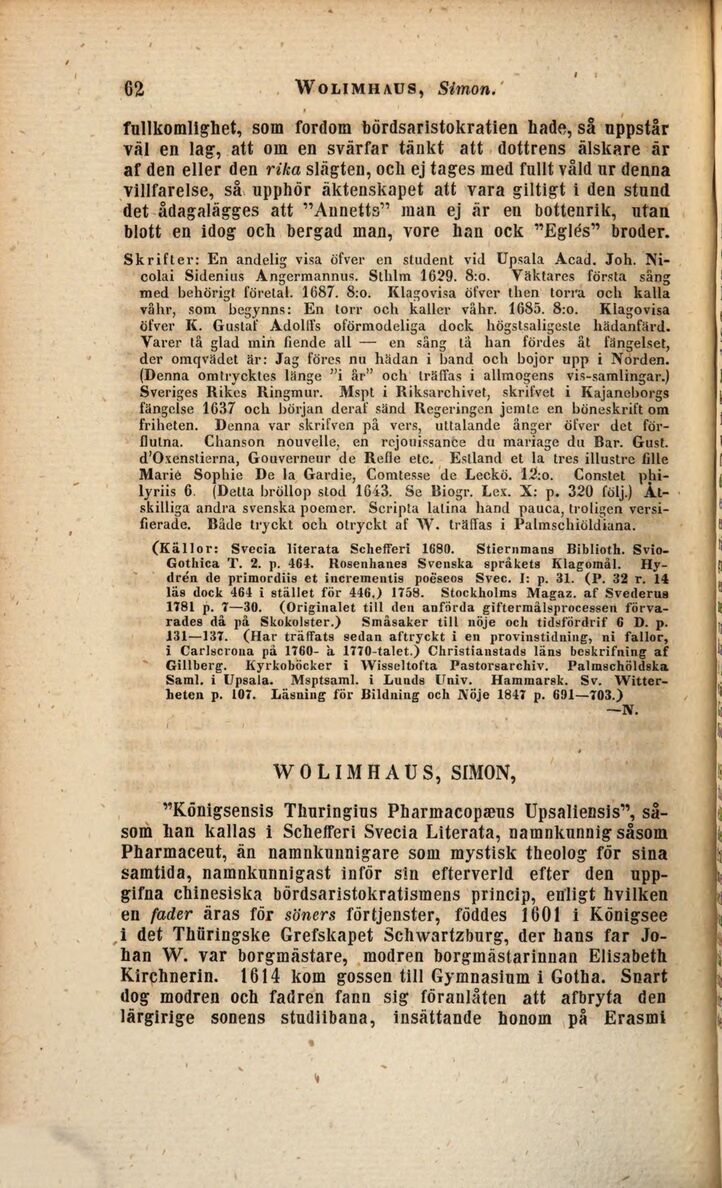 62 WOLIMHAUS, Simon.
fullkomlighet, som fordom bördsaristokratien hade, så uppstår
väl en lag, att om en svärfar tänkt att dottrens älskare är
af den eller den rika slägten, och ej tages med fullt våld ur denna
villfarelse, så upphör äktenskapet att vara giltigt i den stund
det ådagalägges att "Annetts" man ej är en bottenrik, utan
blott en idog och bergad man, vore han ock "Eglés" broder.
Skrifter: En andelig visa öfver en student vid Upsala Acad. Joh. Ni-
colai Sidenius Angermannus. Sthlm 1629. 8:o. Väktares första sång
med behörigt företal. 1687. 8:o. Klagovisa öfver then torra och kalla
våhr, som begynns: En torr och kaller våhr. 1685. 8:o. Klagovisa
öfver K. Gustaf Adolffs oförmodeliga dock högstsaligeste hädanfärd.
Varer tå glad min fiende all — en sång tå han fördes åt fängelset,
der omqvädet är: Jag föres nu hädan i band och bojor upp i Norden.
(Denna omtrycktes länge "i år" och träffas i allmogens vis-samlingar.)
Sveriges Rikes Ringmur. Mspt i Riksarchivet, skrifvet i Kajaneborgs
fängelse 1637 och början deraf sänd Regeringen jemte en böneskrift om
friheten. Denna var skrifven på vers, uttalande ånger öfver det för-
flutna. Chanson nouvelle, en rejouissance du mariage du Bar. Gust.
d'Oxenstierna, Gouverneur de Refle etc. Estland et la tres illustre fille
Marie Sophie De la Gardie, Comtesse de Leckö. 12:o. Constet phi-
lyriis 6. (Detta bröllop stod 1643. Se Biogr. Lex. X: p. 320 följ.) Åt-
skilliga andra svenska poemer. Scripta latina hand pauca, troligen versi-
fierade. Både tryckt och otryckt af W. träffas i Palmschiöldiana.
(Källor: Svecia literata Schefferi 1680. Stiernmans Biblioth. Svio-
Gothica T. 2. p. 464. Rosenhanes Svenska språkets Klagomål. Hy-
drén de primordiis et incrementis poëseos Svec. I: p. 31. (P. 32 r. 14
läs dock 464 i stället för 446.) 1758. Stockholms Magaz. af Svederus
1781 p. 7—30. (Originalet till den anförda giftermålsprocessen förva-
rades då på Skokolster.) Småsaker till nöje och tidsfördrif 6 D. p.
131—137. (Har träffats sedan aftryckt i en provinstidning, ni fallor,
i Carlscrona på 1760- à 1770-talet.) Christianstads läns beskrifning af
Gillberg. Kyrkoböcker i Wisseltofta Pastorsarchiv. Palmschöldska
Saml. i Upsala. Msptsaml. i Lunds Univ. Hammarsk. Sv. Witter-
heten p. 107. Läsning för Bildning och Nöje 1847 p. 691—703.)
—N.
WOLIMHAUS, SIMON,
"Königsensis Thuringius Pharmacopæus Upsaliensis", så-
som han kallas i Schefferi Svecia Literata, namnkunnig såsom
Pharmaceut, än namnkunnigare som mystisk theolog för sina
samtida, namnkunnigast inför sin efterverld efter den upp-
gifna chinesiska bördsaristokratismens princip, enligt hvilken
en fader äras för söners förtjenster, föddes 1601 i Königsee
i det Thüringske Grefskapet Schwartzburg, der hans far Jo-
han W. var borgmästare, modren borgmästarinnan Elisabeth
Kirchnerin. 1614 kom gossen till Gymnasium i Gotha. Snart
dog modren och fadren fann sig föranlåten att afbryta den
lärgirige sonens studiibana, insättande honom på Erasmi